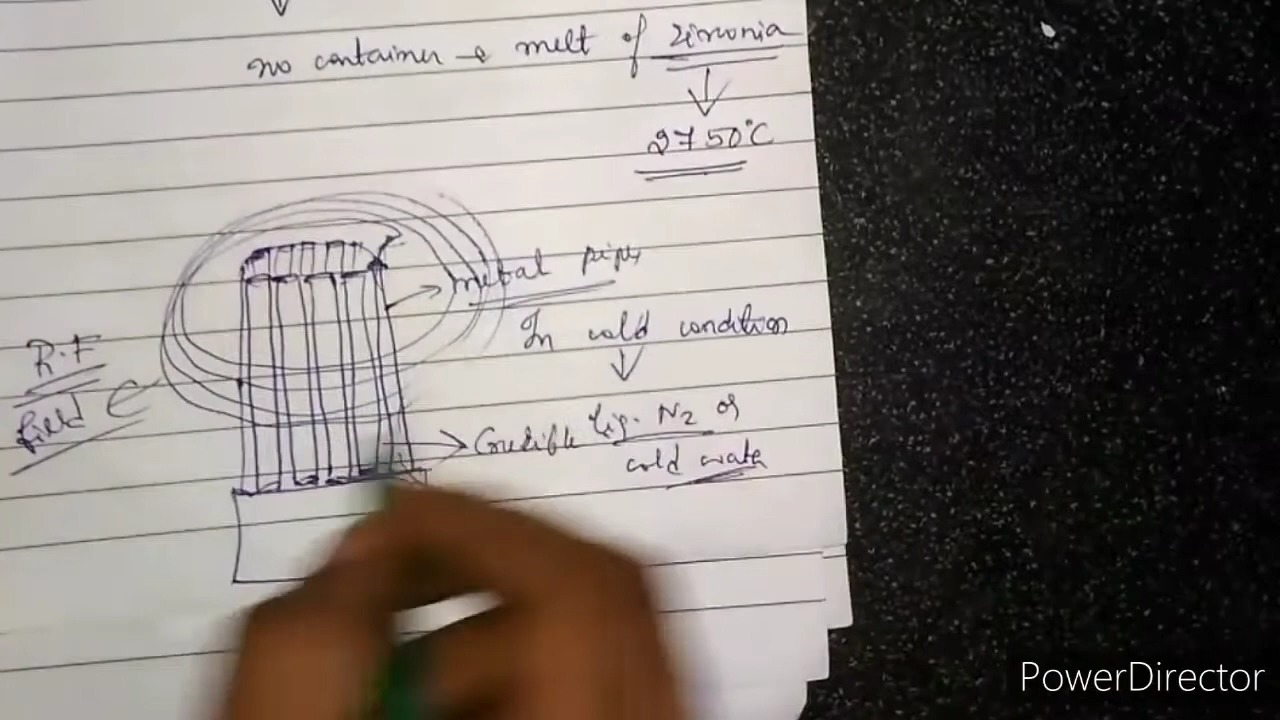 no container → melt of zirconia
2750°C
metal pipes
In cold condition
R.F
field
Crucible liq. N2 or
cold water
PowerDirector